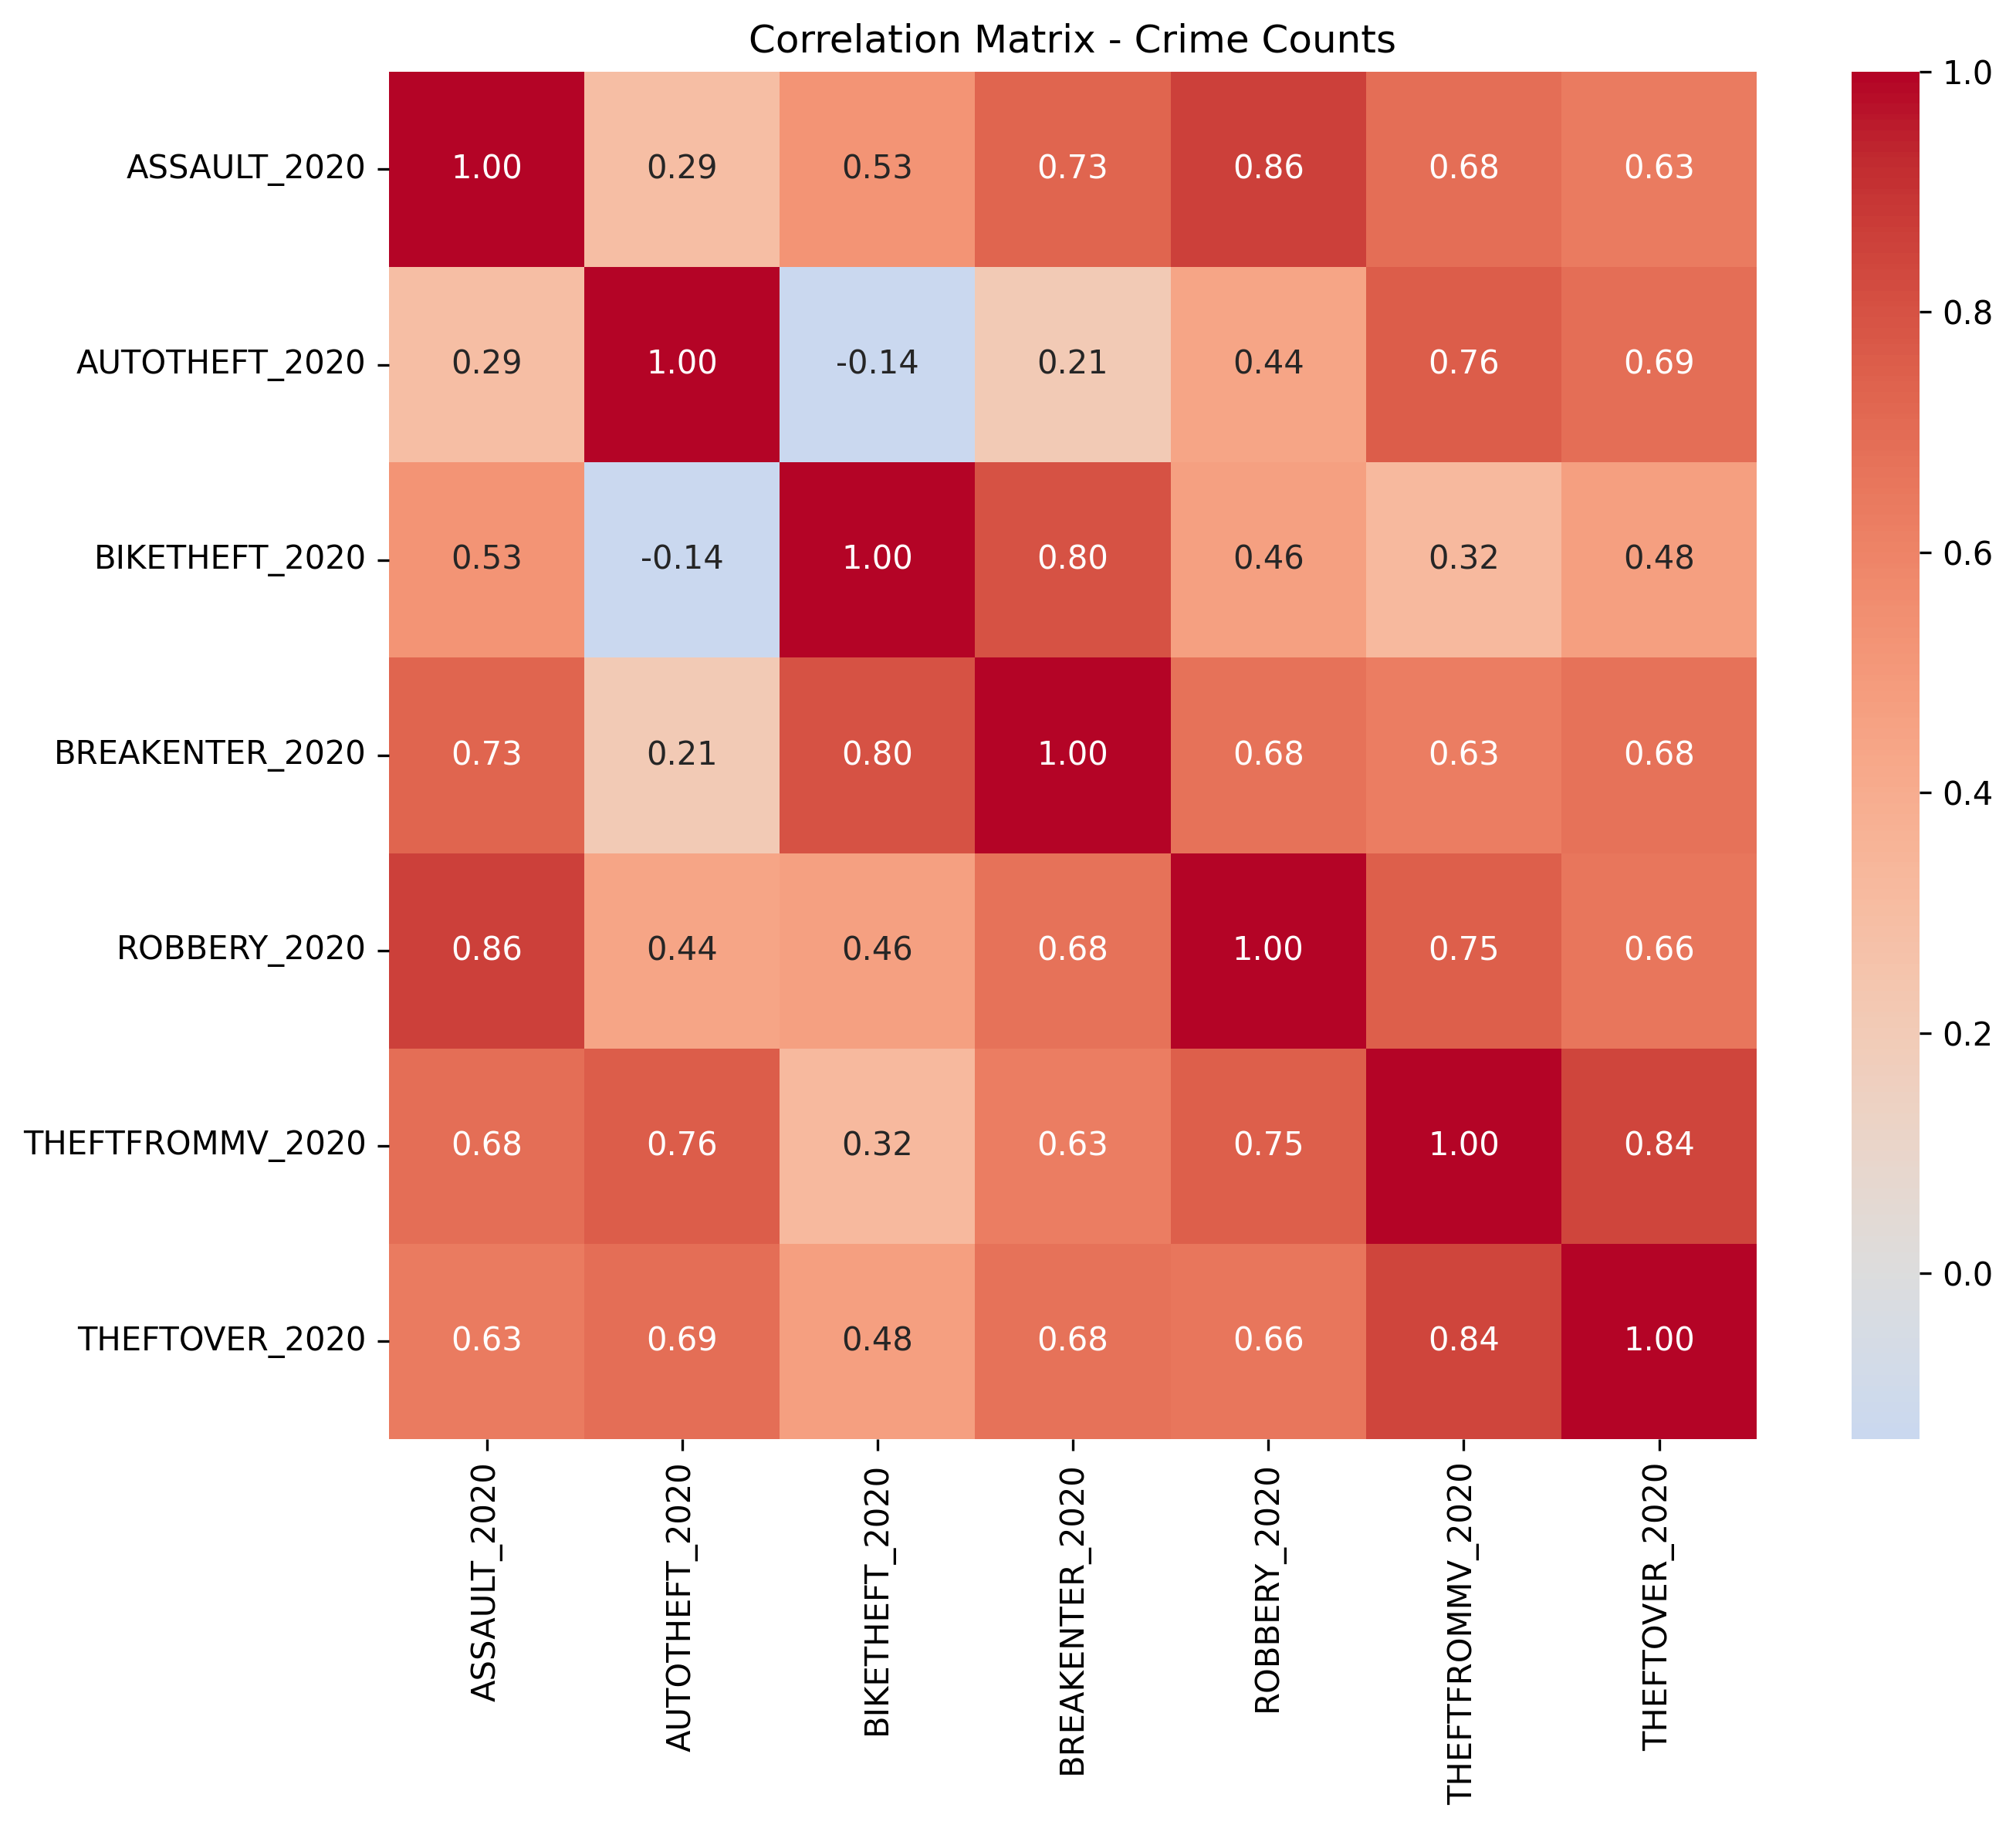 Correlation Matrix - Crime Counts
ASSAULT_2020 1.00 0.29 0.53 0.73 0.86 0.68 0.63
AUTOTHEFT_2020 0.29 1.00 -0.14 0.21 0.44 0.76 0.69
BIKETHEFT_2020 0.53 -0.14 1.00 0.80 0.46 0.32 0.48
BREAKENTER_2020 0.73 0.21 0.80 1.00 0.68 0.63 0.68
ROBBERY_2020 0.86 0.44 0.46 0.68 1.00 0.75 0.66
THEFTFROMMV_2020 0.68 0.76 0.32 0.63 0.75 1.00 0.84
THEFTOVER_2020 0.63 0.69 0.48 0.68 0.66 0.84 1.00
ASSAULT_2020
AUTOTHEFT_2020
BIKETHEFT_2020
BREAKENTER_2020
ROBBERY_2020
THEFTFROMMV_2020
THEFTOVER_2020
1.0
0.8
0.6
0.4
0.2
0.0